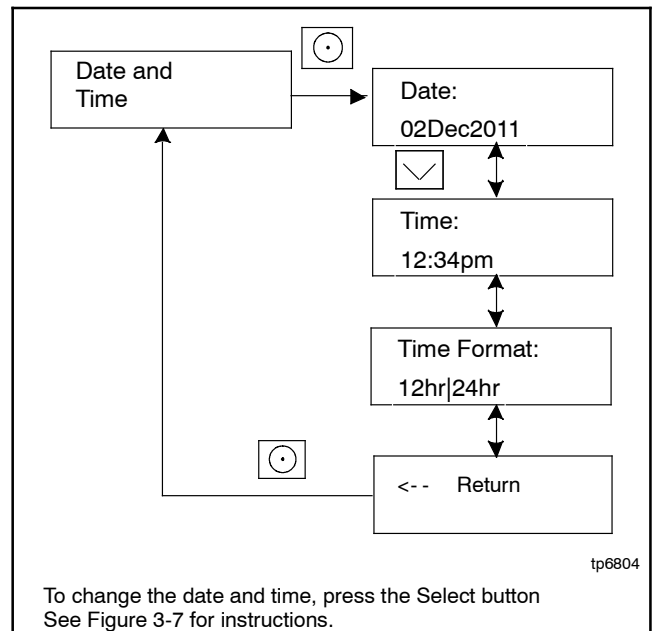 Date and
Time
Date:
02Dec2011
Time:
12:34pm
Time Format:
12hr|24hr
<-- Return
tp6804
To change the date and time, press the Select button
See Figure 3-7 for instructions.